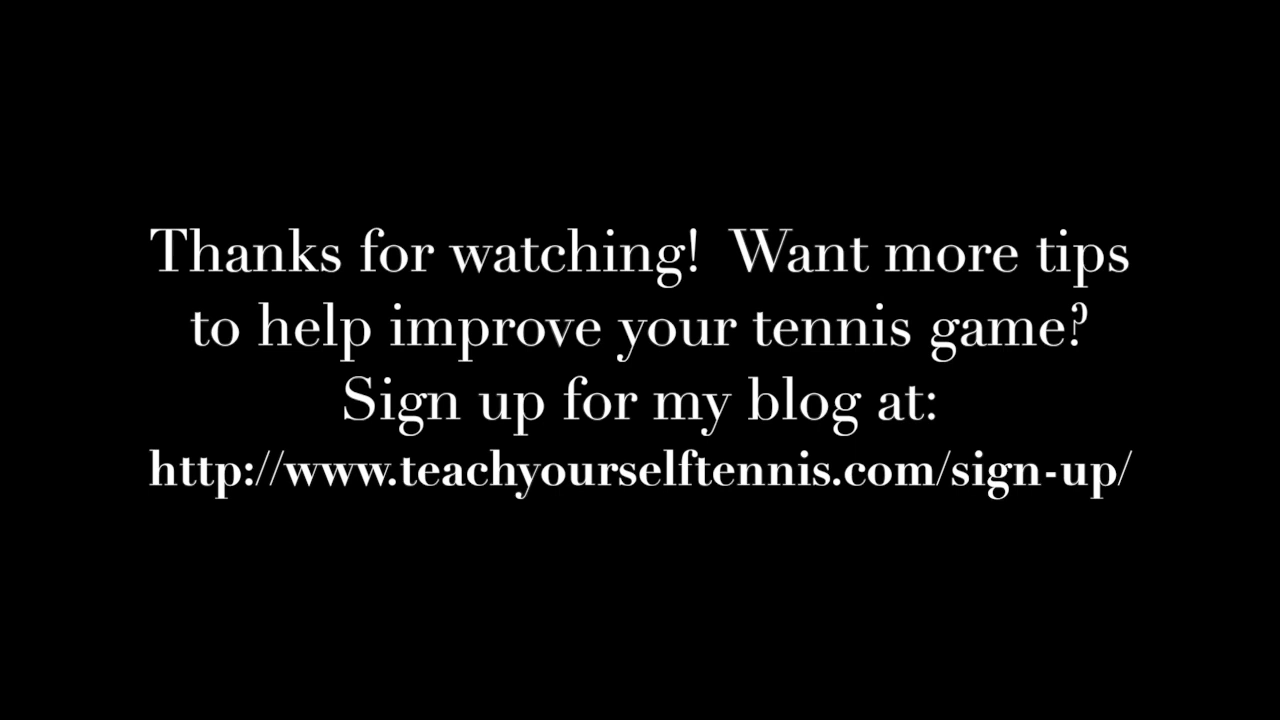 Thanks for watching!  Want more tips
to help improve your tennis game?
Sign up for my blog at:
http://www.teachyourselftennis.com/sign-up/